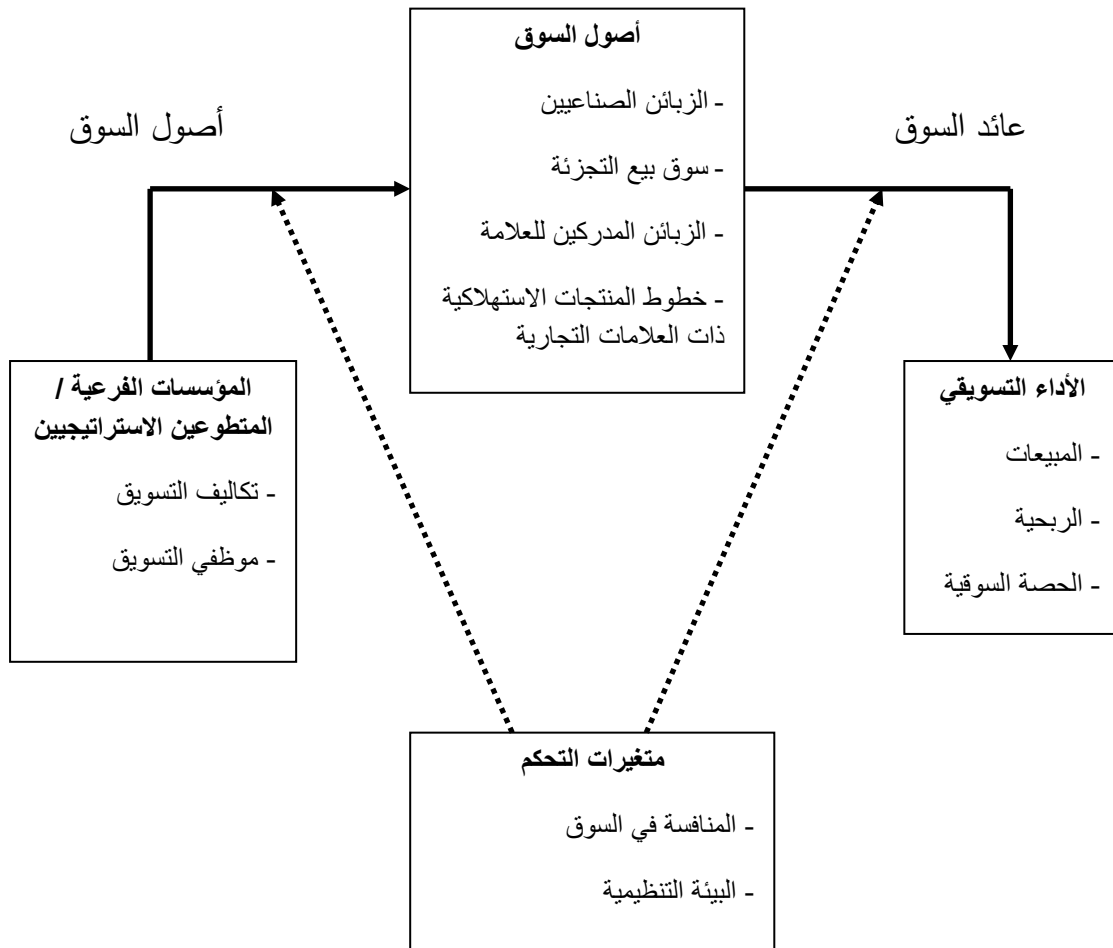 أصول السوق
- الزبائن الصناعيين
- سوق بيع التجزئة
- الزبائن المدركين للعلامة
- خطوط المنتجات الاستهلاكية
ذات العلامات التجارية
عائد السوق
أصول السوق
الأداء التسويقي
- المبيعات
- الربحية
- الحصة السوقية
المؤسسات الفرعية /
المتطوعين الاستراتيجيين
- تكاليف التسويق
- موظفي التسويق
متغيرات التحكم
- المنافسة في السوق
- البيئة التنظيمية